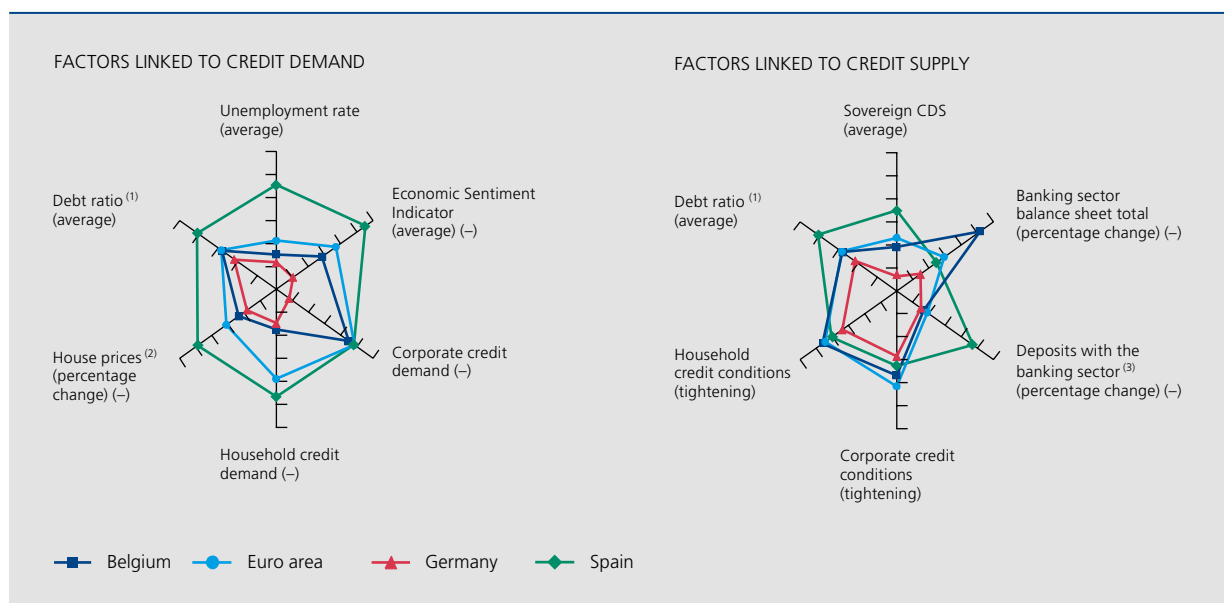 FACTORS LINKED TO CREDIT DEMAND
Unemployment rate
(average)
Debt ratio (1)
(average)
Economic Sentiment
Indicator
(average) (–)
House prices (2)
(percentage
change) (–)
Corporate credit
demand (–)
Household credit
demand (–)
FACTORS LINKED TO CREDIT SUPPLY
Sovereign CDS
(average)
Debt ratio (1)
(average)
Banking sector
balance sheet total
(percentage change) (–)
Household
credit conditions
(tightening)
Deposits with the
banking sector (3)
(percentage change) (–)
Corporate credit
conditions
(tightening)
Belgium Euro area Germany Spain